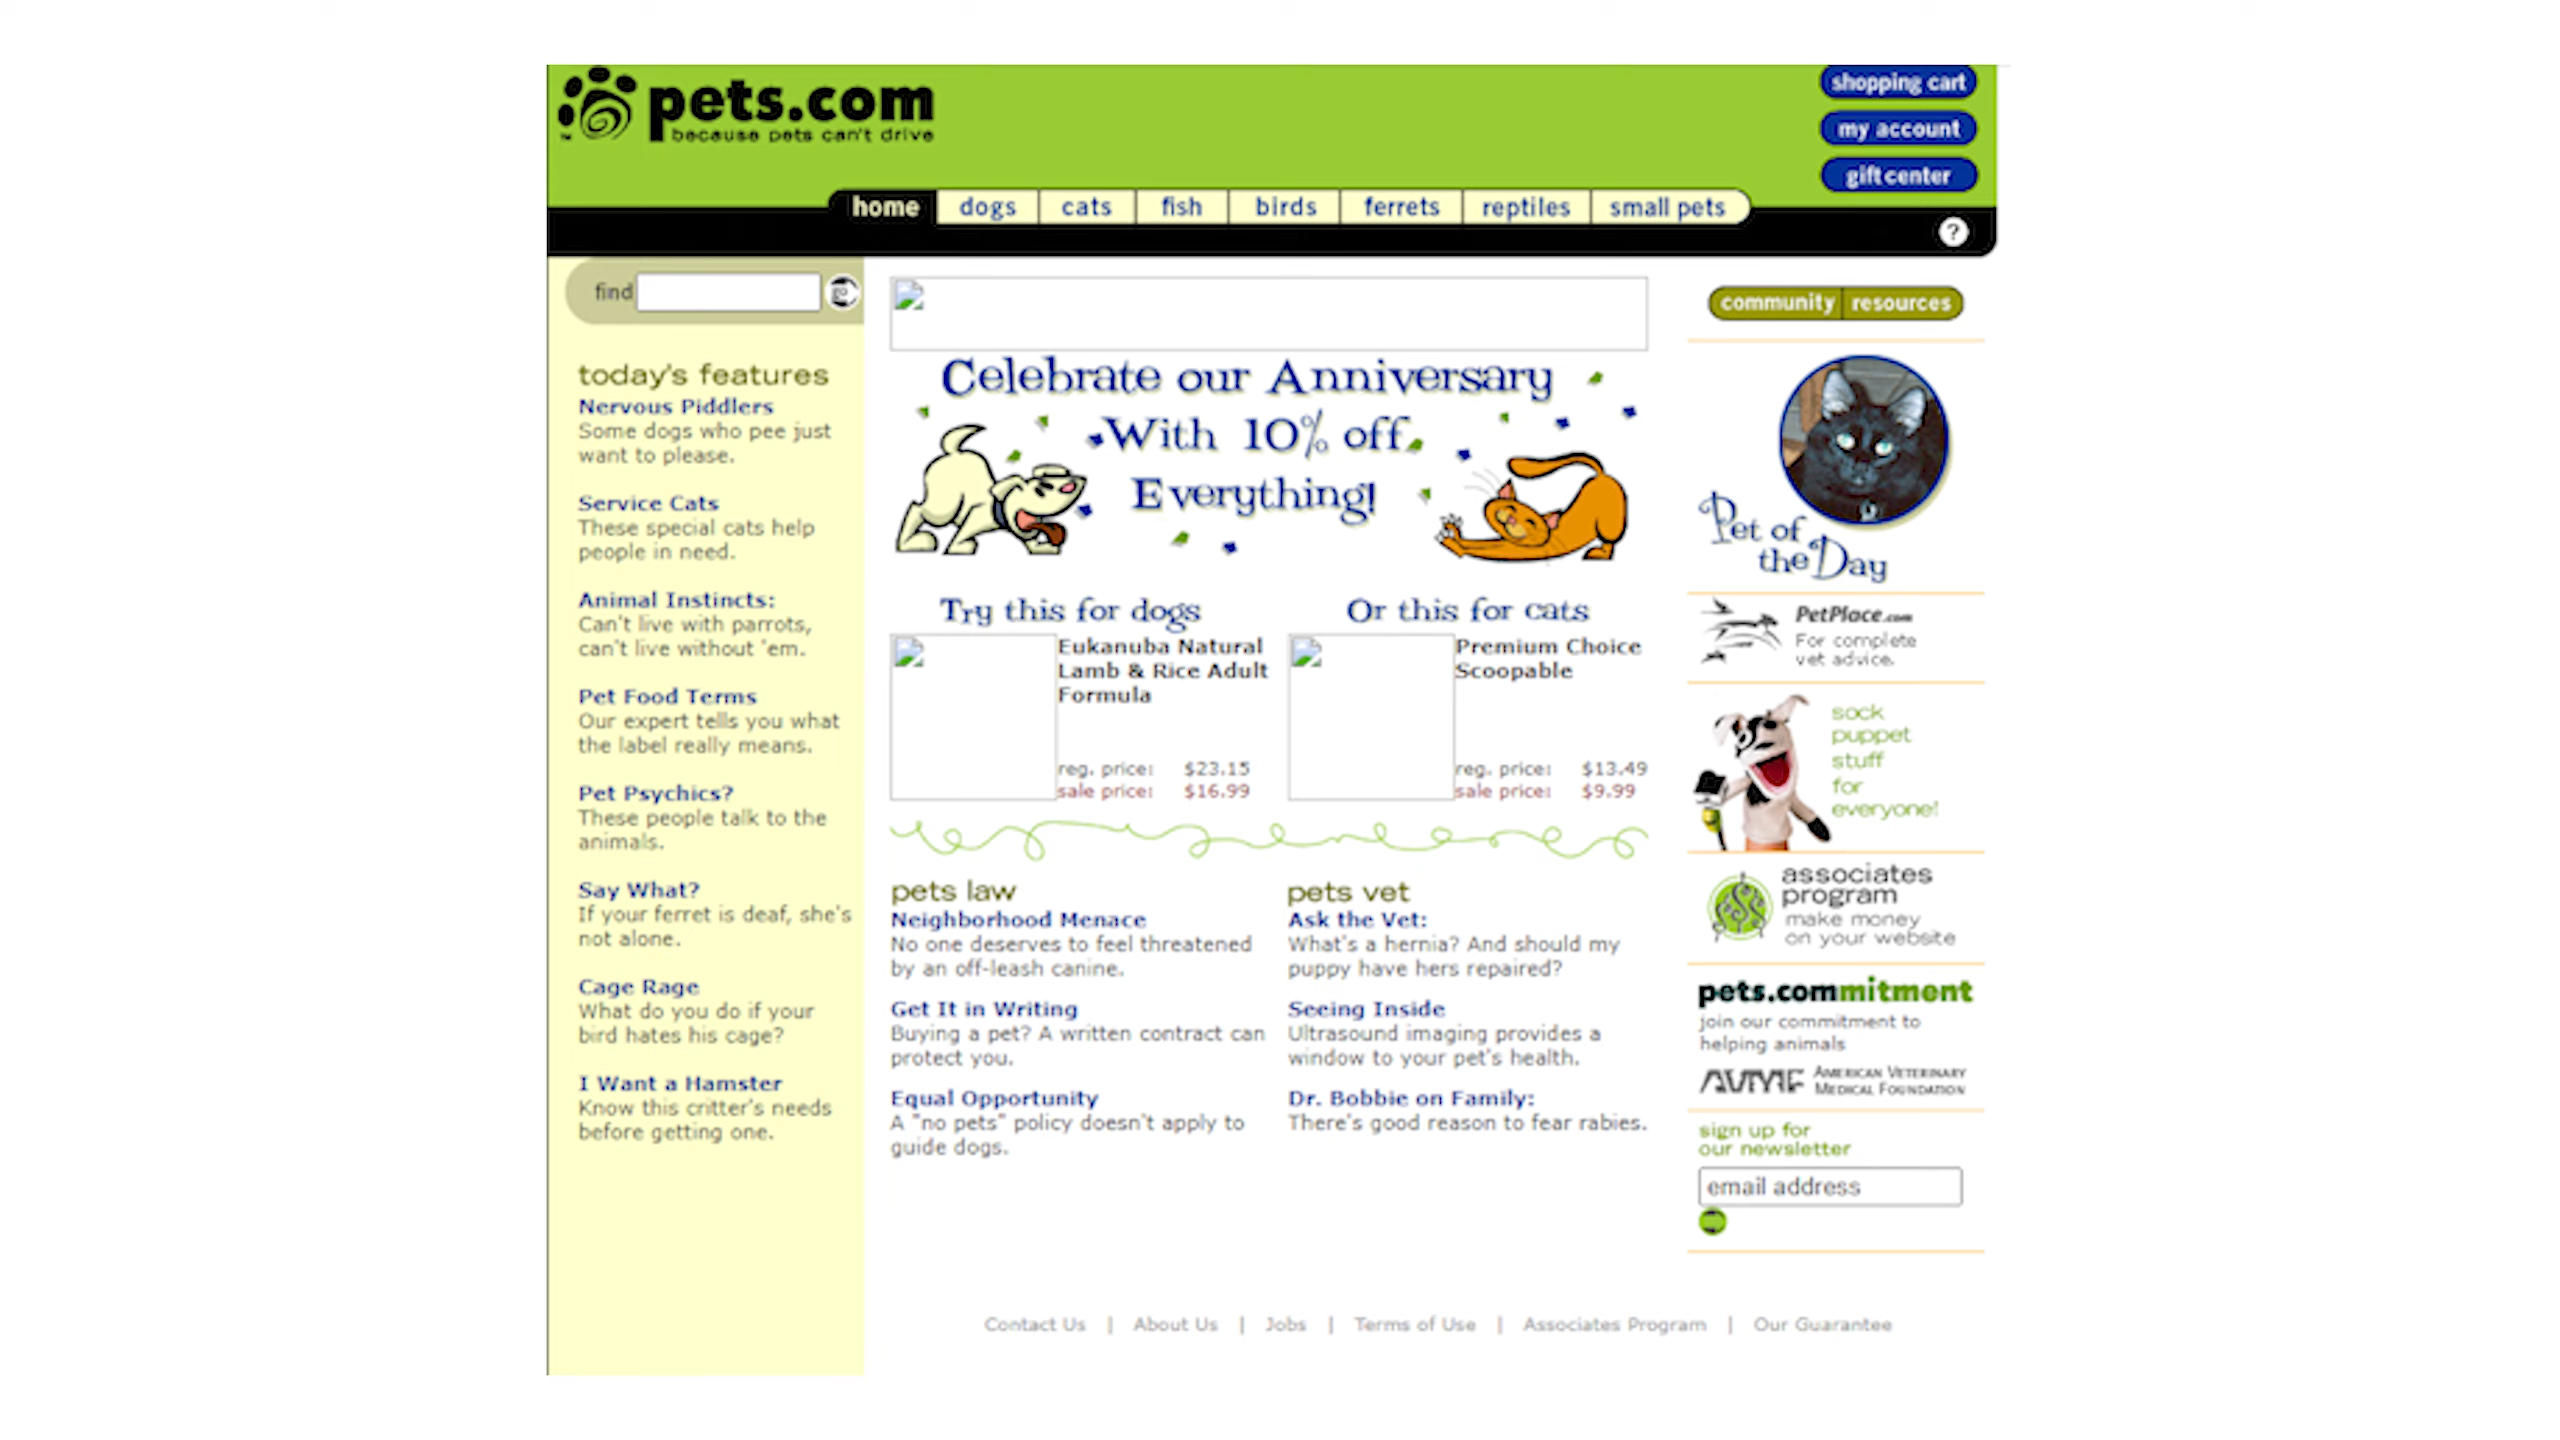 pets.com
because pets can't drive
shopping cart
my account
gift center
home dogs cats fish birds ferrets reptiles small pets
?
find
community resources
today's features
Nervous Piddlers
Some dogs who pee just
want to please.
Service Cats
These special cats help
people in need.
Animal Instincts:
Can't live with parrots,
can't live without 'em.
Pet Food Terms
Our expert tells you what
the label really means.
Pet Psychics?
These people talk to the
animals.
Say What?
If your ferret is deaf, she's
not alone.
Cage Rage
What do you do if your
bird hates his cage?
I Want a Hamster
Know this critter's needs
before getting one.
Celebrate our Anniversary
With 10% off
Everything!
Try this for dogs
Eukanuba Natural
Lamb & Rice Adult
Formula
reg. price: $23.15
sale price: $16.99
Or this for cats
Premium Choice
Scoopable
reg. price: $13.49
sale price: $9.99
pets law
Neighborhood Menace
No one deserves to feel threatened
by an off-leash canine.
Get It in Writing
Buying a pet? A written contract can
protect you.
Equal Opportunity
A "no pets" policy doesn't apply to
guide dogs.
pets vet
Ask the Vet:
What's a hernia? And should my
puppy have hers repaired?
Seeing Inside
Ultrasound imaging provides a
window to your pet's health.
Dr. Bobbie on Family:
There's good reason to fear rabies.
Pet of
the Day
PetPlace.com
For complete
vet advice.
sock
puppet
stuff
for
everyone!
associates
program
make money
on your website
pets.commitment
join our commitment to
helping animals
AVMF American Veterinary
Medical Foundation
sign up for
our newsletter
email address
Contact Us | About Us | Jobs | Terms of Use | Associates Program | Our Guarantee